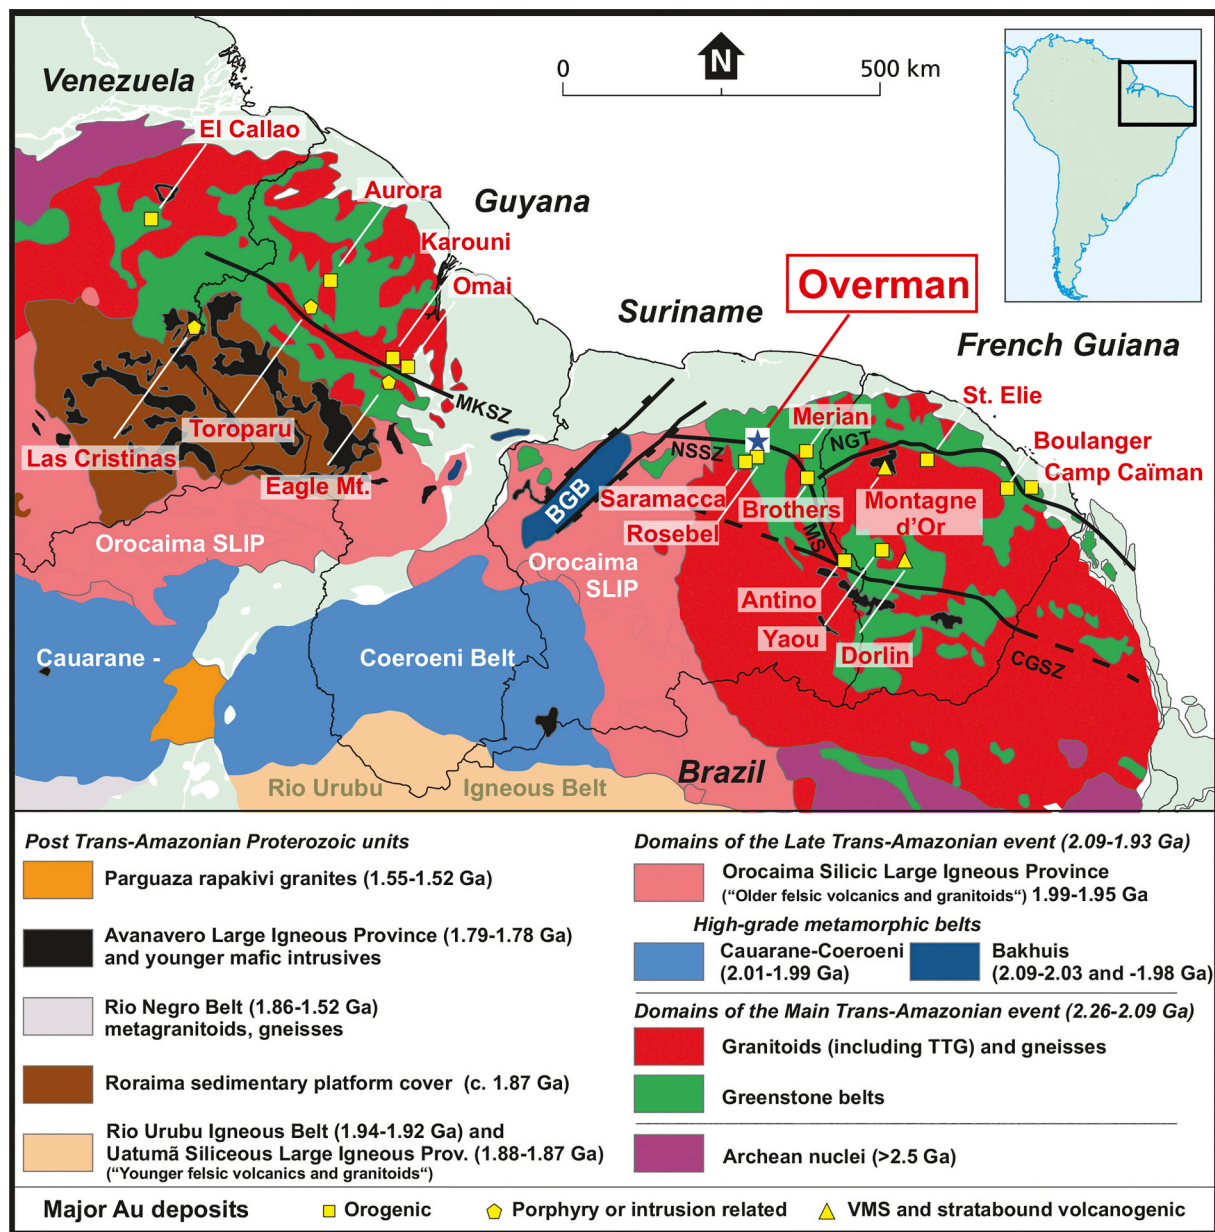 Venezuela
N
0
500 km
El Callao
Aurora
Guyana
Karouni
Omai
Overman
Suriname
French Guiana
MKSZ
Toroparu
Las Cristinas
Eagle Mt.
St. Elie
Merian
NGT
Boulanger
Camp Caïman
NSSZ
Saramacca
Rosebel
Brothers
Montagne
d’Or
BGB
MS
Orocaima SLIP
Orocaima
SLIP
Antino
Yaou
Dorlin
CGSZ
Cauarane -
Coeroeni Belt
Brazil
Rio Urubu
Igneous Belt
Post Trans-Amazonian Proterozoic units
Parguaza rapakivi granites (1.55-1.52 Ga)
Avanavero Large Igneous Province (1.79-1.78 Ga)
and younger mafic intrusives
Rio Negro Belt (1.86-1.52 Ga)
metagranitoids, gneisses
Roraima sedimentary platform cover (c. 1.87 Ga)
Rio Urubu Igneous Belt (1.94-1.92 Ga) and
Uatumã Siliceous Large Igneous Prov. (1.88-1.87 Ga)
(“Younger felsic volcanics and granitoids“)
Domains of the Late Trans-Amazonian event (2.09-1.93 Ga)
Orocaima Silicic Large Igneous Province
(“Older felsic volcanics and granitoids“) 1.99-1.95 Ga
High-grade metamorphic belts
Cauarane-Coeroeni
(2.01-1.99 Ga)
Bakhuis
(2.09-2.03 and -1.98 Ga)
Domains of the Main Trans-Amazonian event (2.26-2.09 Ga)
Granitoids (including TTG) and gneisses
Greenstone belts
Archean nuclei (>2.5 Ga)
Major Au deposits
Orogenic
Porphyry or intrusion related
VMS and stratabound volcanogenic